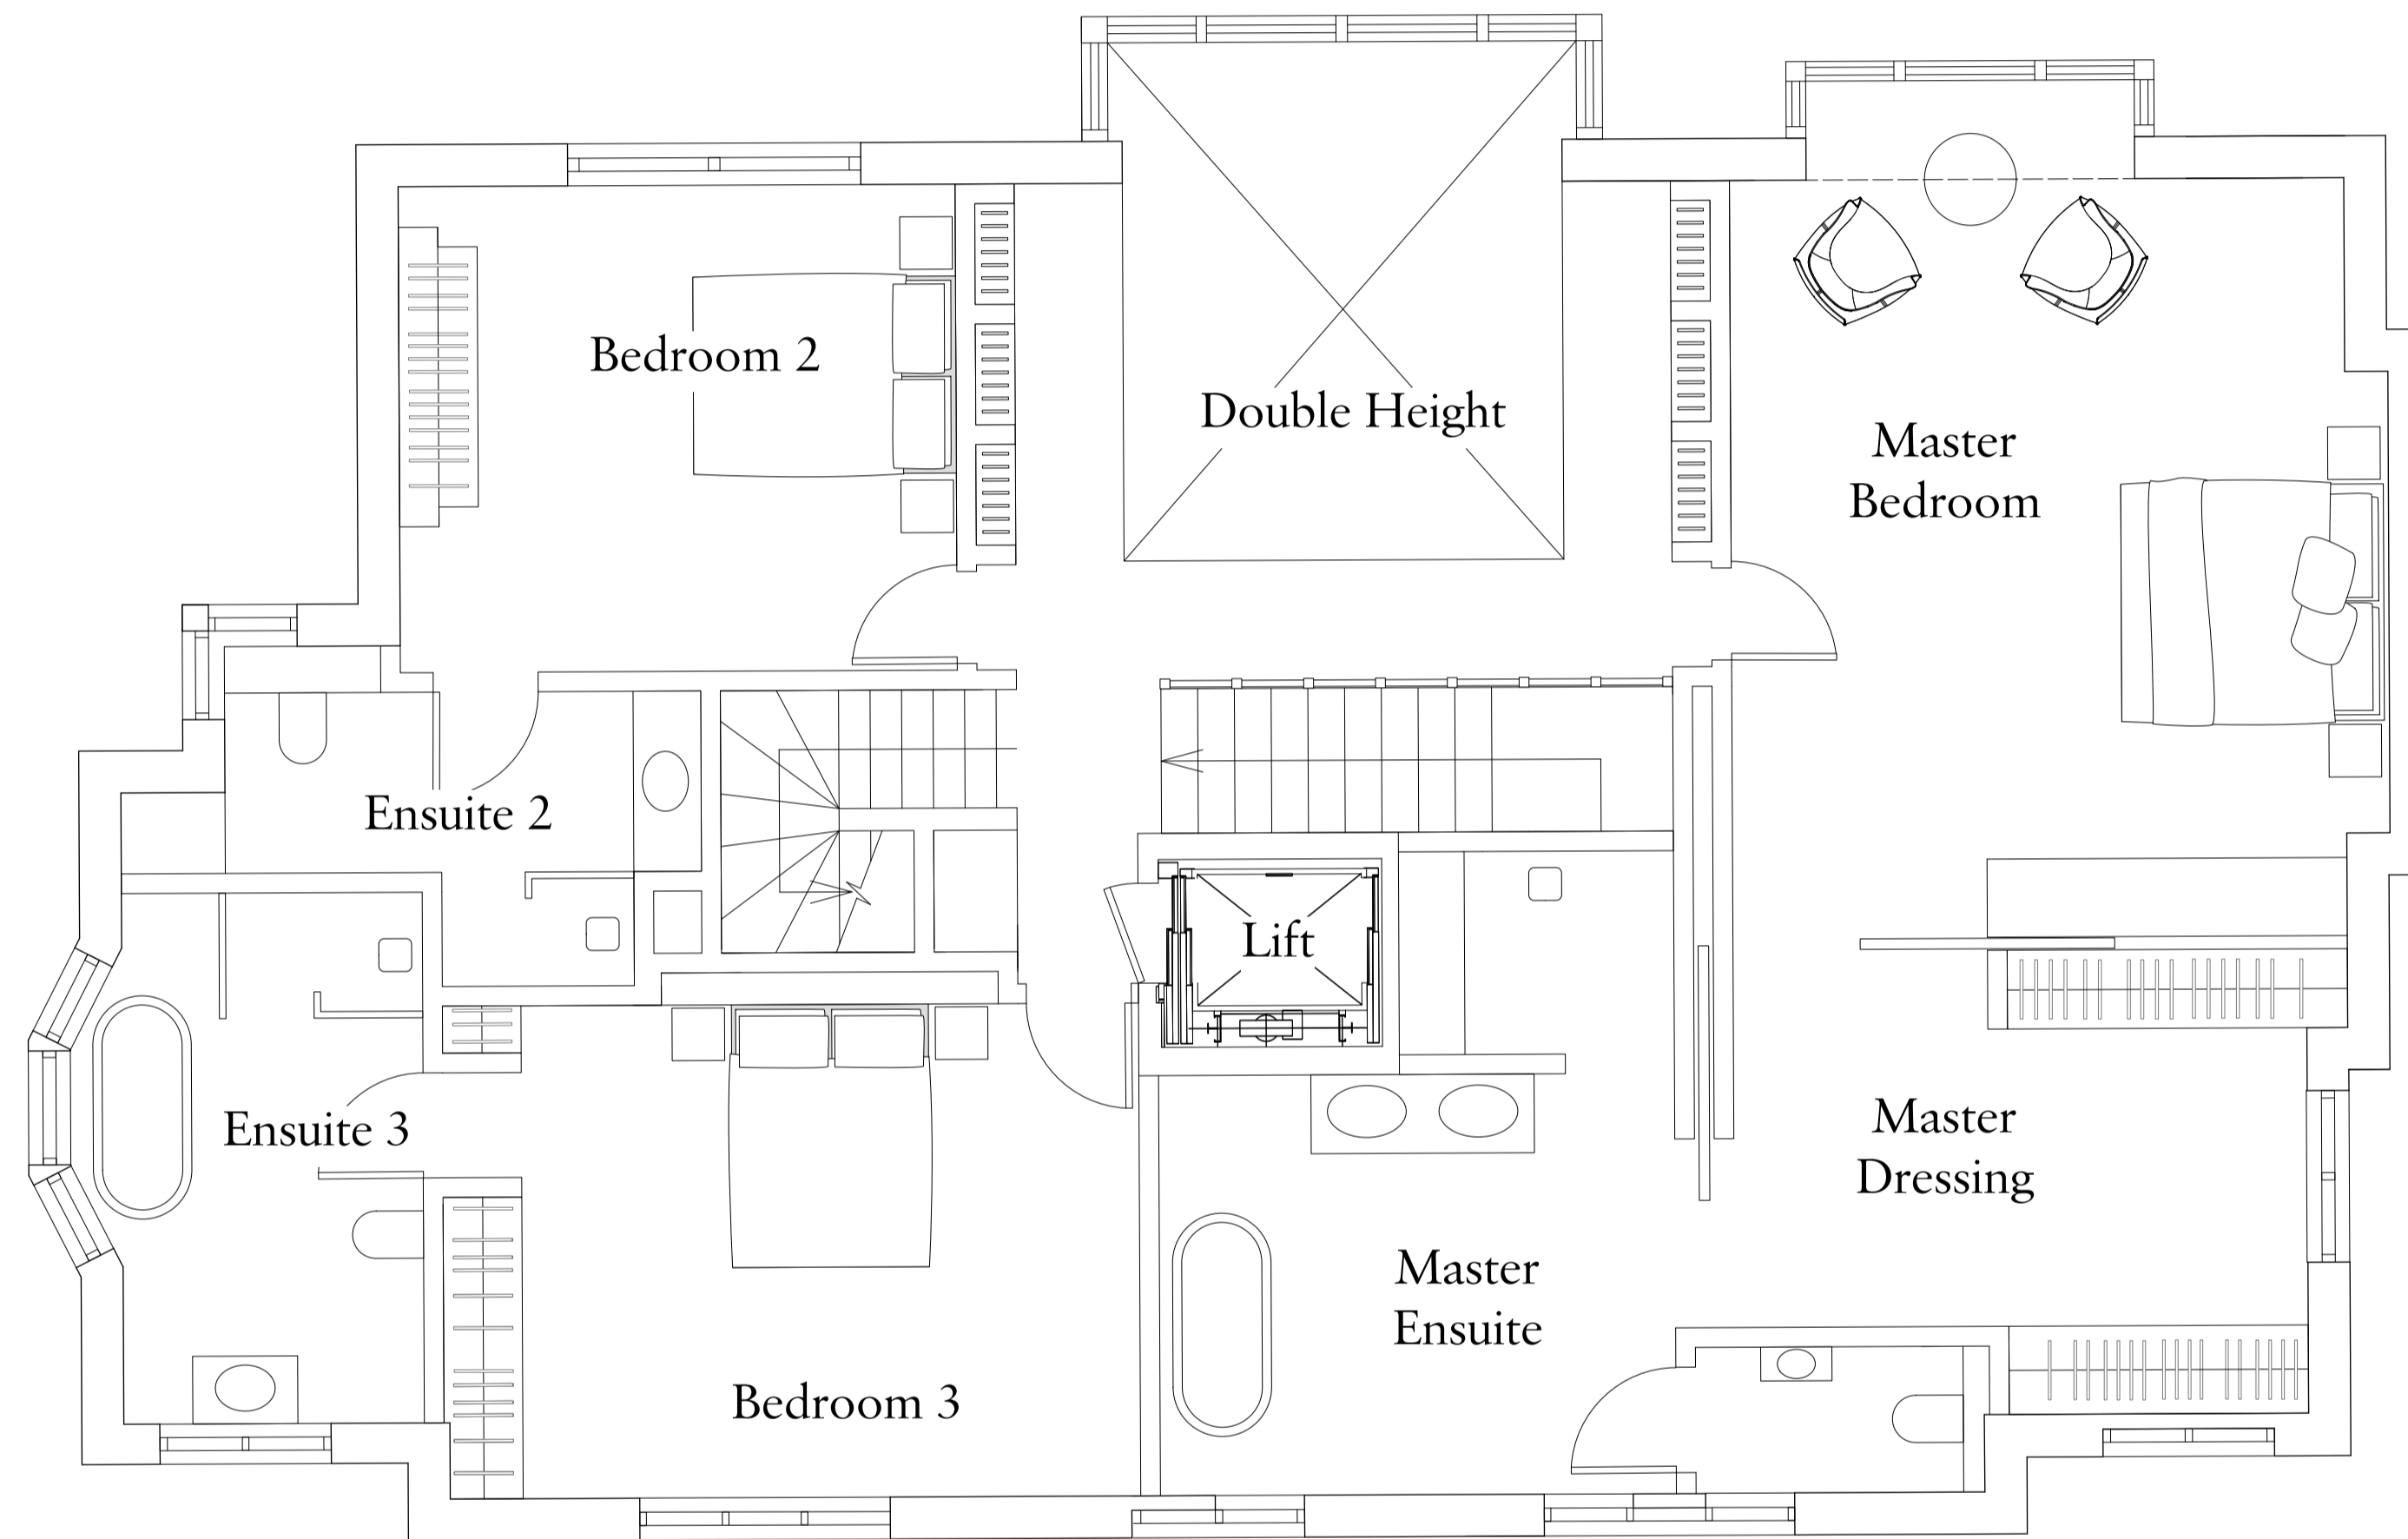 Bedroom 2
Double Height
Master
Bedroom
Ensuite 2
Lift
Ensuite 3
Master
Dressing
Master
Ensuite
Bedroom 3